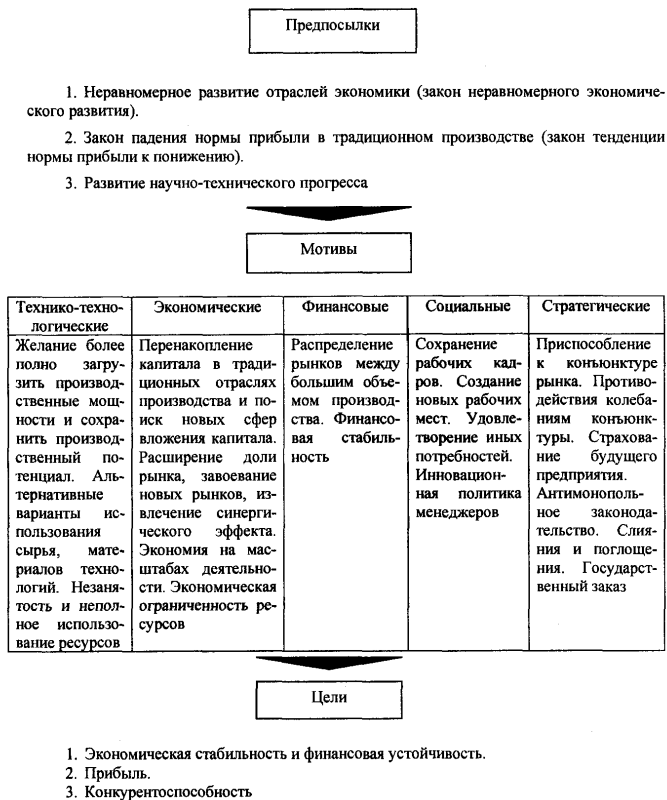 Предпосылки
1. Неравномерное развитие отраслей экономики (закон неравномерного экономиче-
ского развития).
2. Закон падения нормы прибыли в традиционном производстве (закон тенденции
нормы прибыли к понижению).
3. Развитие научно-технического прогресса
Мотивы
Технико-техно-
логические
Желание более
полно загру-
зить производ-
ственные мощ-
ности и сохра-
нить производ-
ственный по-
тенциал. Аль-
тернативные
варианты ис-
пользования
сырья, мате-
риалов техно-
логий. Незаня-
тость и непол-
ное использо-
вание ресурсов
Экономические
Перенакопление
капитала в тради-
ционных отраслях
производства и по-
иск новых сфер
вложения капитала.
Расширение доли
рынка, завоевание
новых рынков, из-
влечение синерги-
ческого эффекта.
Экономия на мас-
штабах деятельно-
сти. Экономическая
ограниченность ре-
сурсов
Финансовые
Распределение
рынков между
большим объе-
мом производ-
ства. Финансо-
вая стабиль-
ность
Социальные
Сохранение
рабочих кад-
ров. Создание
новых рабочих
мест. Удовле-
творение иных
потребностей.
Инновацион-
ная политика
менеджеров
Стратегические
Приспособление
к конъюнктуре
рынка. Противо-
действия колеба-
ниям конъюнк-
туры. Страхова-
ние будущего
предприятия.
Антимонополь-
ное законода-
тельство. Слия-
ния и поглоще-
ния. Государст-
венный заказ
Цели
1. Экономическая стабильность и финансовая устойчивость.
2. Прибыль.
3. Конкурентоспособность